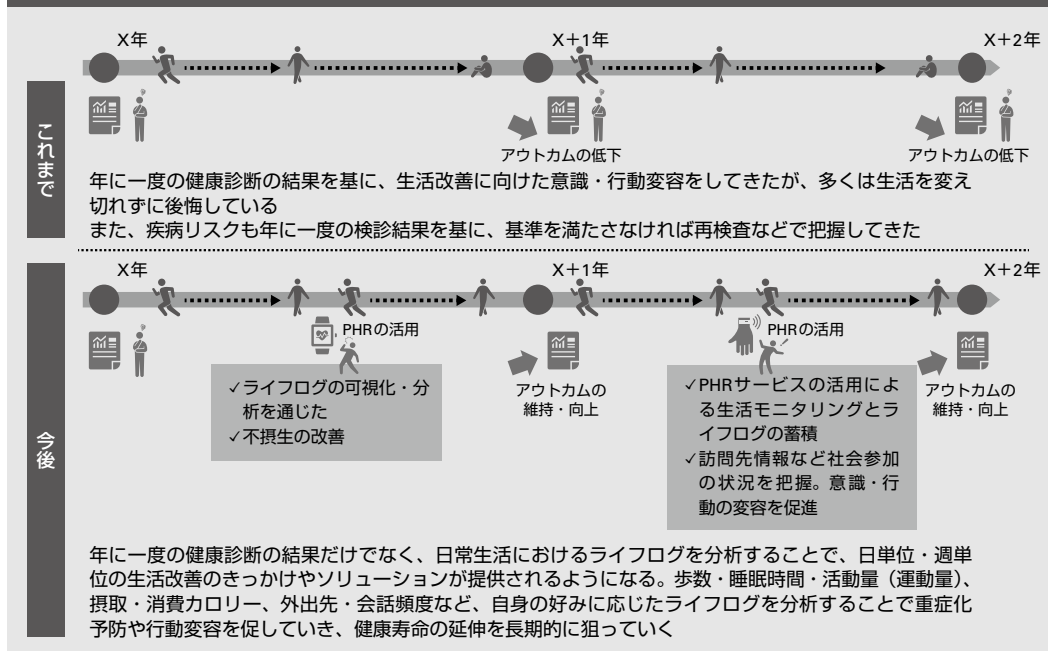 これまで
X年
X+1年
X+2年
アウトカムの低下
アウトカムの低下
年に一度の健康診断の結果を基に、生活改善に向けた意識・行動変容をしてきたが、多くは生活を変え
切れずに後悔している
また、疾病リスクも年に一度の検診結果を基に、基準を満たさなければ再検査などで把握してきた
今後
X年
X+1年
X+2年
PHRの活用
✓ライフログの可視化・分
析を通じた
✓不摂生の改善
アウトカムの
維持・向上
PHRの活用
✓PHRサービスの活用によ
る生活モニタリングとラ
イフログの蓄積
✓訪問先情報など社会参加
の状況を把握。意識・行
動の変容を促進
アウトカムの
維持・向上
年に一度の健康診断の結果だけでなく、日常生活におけるライフログを分析することで、日単位・週単
位の生活改善のきっかけやソリューションが提供されるようになる。歩数・睡眠時間・活動量（運動量）、
摂取・消費カロリー、外出先・会話頻度など、自身の好みに応じたライフログを分析することで重症化
予防や行動変容を促していき、健康寿命の延伸を長期的に狙っていく